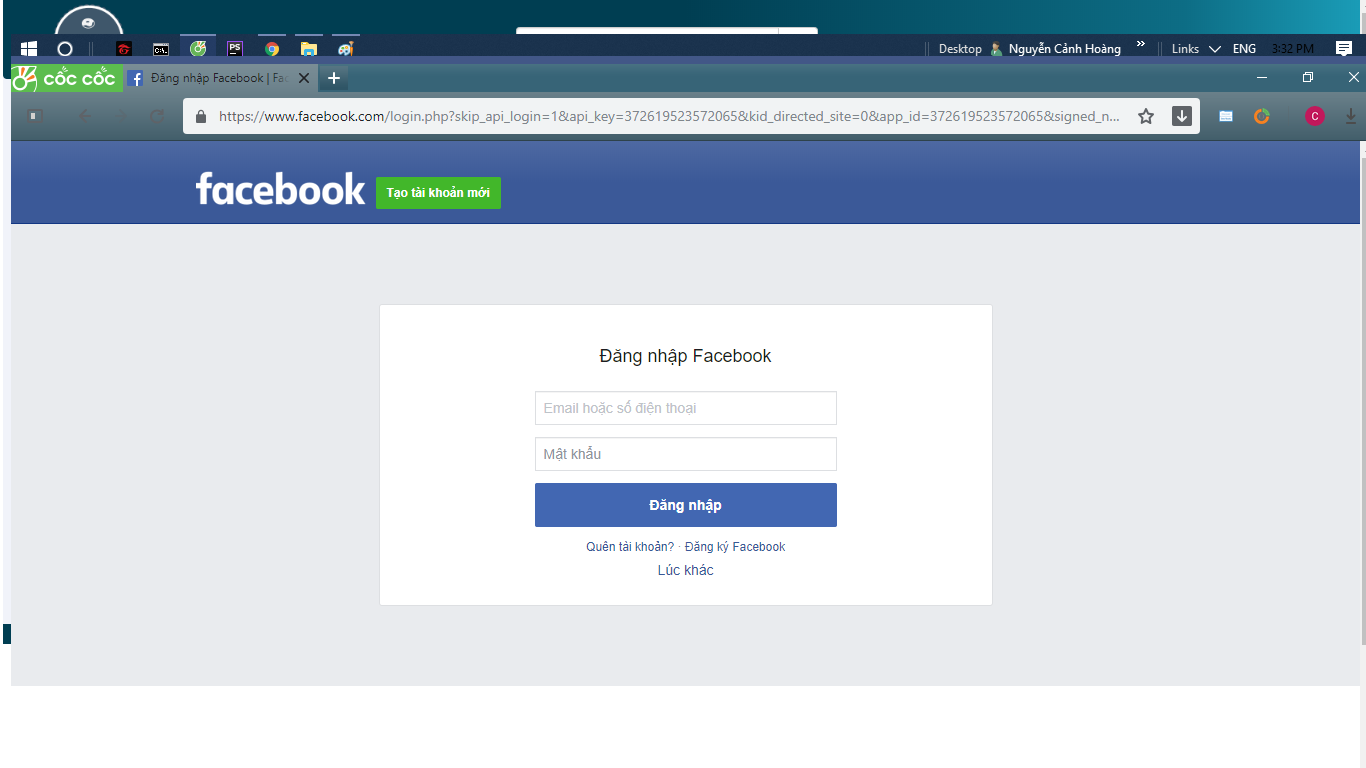 Desktop Nguyễn Cảnh Hoàng » Links ENG 3:32 PM
CỐC CỐC Đăng nhập Facebook | Fac
https://www.facebook.com/login.php?skip_api_login=1&api_key=372619523572065&kid_directed_site=0&app_id=372619523572065&signed_n...
C
facebook Tạo tài khoản mới
Đăng nhập Facebook
Email hoặc số điện thoại
Mật khẩu
Đăng nhập
Quên tài khoản? · Đăng ký Facebook
Lúc khác